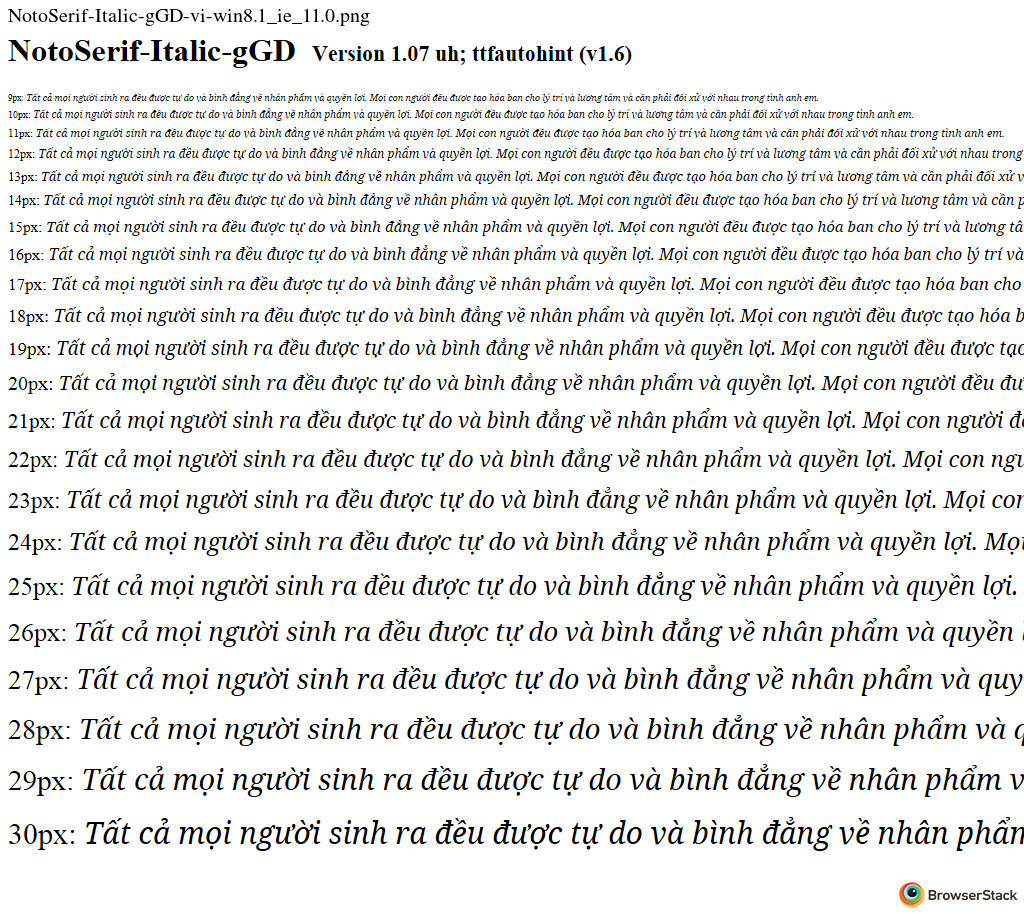 NotoSerif-Italic-gGD-vi-win8.1_ie_11.0.png
NotoSerif-Italic-gGD Version 1.07 uh; ttfautohint (v1.6)
9px: Tất cả mọi người sinh ra đều được tự do và bình đẳng về nhân phẩm và quyền lợi. Mọi con người đều được tạo hóa ban cho lý trí và lương tâm và cần phải đối xử với nhau trong tình anh em.
10px: Tất cả mọi người sinh ra đều được tự do và bình đẳng về nhân phẩm và quyền lợi. Mọi con người đều được tạo hóa ban cho lý trí và lương tâm và cần phải đối xử với nhau trong tình anh em.
11px: Tất cả mọi người sinh ra đều được tự do và bình đẳng về nhân phẩm và quyền lợi. Mọi con người đều được tạo hóa ban cho lý trí và lương tâm và cần phải đối xử với nhau trong tình anh em.
12px: Tất cả mọi người sinh ra đều được tự do và bình đẳng về nhân phẩm và quyền lợi. Mọi con người đều được tạo hóa ban cho lý trí và lương tâm và cần phải đối xử với nhau trong
13px: Tất cả mọi người sinh ra đều được tự do và bình đẳng về nhân phẩm và quyền lợi. Mọi con người đều được tạo hóa ban cho lý trí và lương tâm và cần phải đối xử
14px: Tất cả mọi người sinh ra đều được tự do và bình đẳng về nhân phẩm và quyền lợi. Mọi con người đều được tạo hóa ban cho lý trí và lương tâm và cần
15px: Tất cả mọi người sinh ra đều được tự do và bình đẳng về nhân phẩm và quyền lợi. Mọi con người đều được tạo hóa ban cho lý trí và lương
16px: Tất cả mọi người sinh ra đều được tự do và bình đẳng về nhân phẩm và quyền lợi. Mọi con người đều được tạo hóa ban cho lý trí và
17px: Tất cả mọi người sinh ra đều được tự do và bình đẳng về nhân phẩm và quyền lợi. Mọi con người đều được tạo hóa ban cho
18px: Tất cả mọi người sinh ra đều được tự do và bình đẳng về nhân phẩm và quyền lợi. Mọi con người đều được tạo hóa
19px: Tất cả mọi người sinh ra đều được tự do và bình đẳng về nhân phẩm và quyền lợi. Mọi con người đều được tạo
20px: Tất cả mọi người sinh ra đều được tự do và bình đẳng về nhân phẩm và quyền lợi. Mọi con người đều
21px: Tất cả mọi người sinh ra đều được tự do và bình đẳng về nhân phẩm và quyền lợi. Mọi con người
22px: Tất cả mọi người sinh ra đều được tự do và bình đẳng về nhân phẩm và quyền lợi. Mọi con
23px: Tất cả mọi người sinh ra đều được tự do và bình đẳng về nhân phẩm và quyền lợi. Mọi con
24px: Tất cả mọi người sinh ra đều được tự do và bình đẳng về nhân phẩm và quyền lợi. Mọi
25px: Tất cả mọi người sinh ra đều được tự do và bình đẳng về nhân phẩm và quyền lợi.
26px: Tất cả mọi người sinh ra đều được tự do và bình đẳng về nhân phẩm và quyền
27px: Tất cả mọi người sinh ra đều được tự do và bình đẳng về nhân phẩm và
28px: Tất cả mọi người sinh ra đều được tự do và bình đẳng về nhân phẩm và
29px: Tất cả mọi người sinh ra đều được tự do và bình đẳng về nhân phẩm
30px: Tất cả mọi người sinh ra đều được tự do và bình đẳng về nhân phẩm
BrowserStack